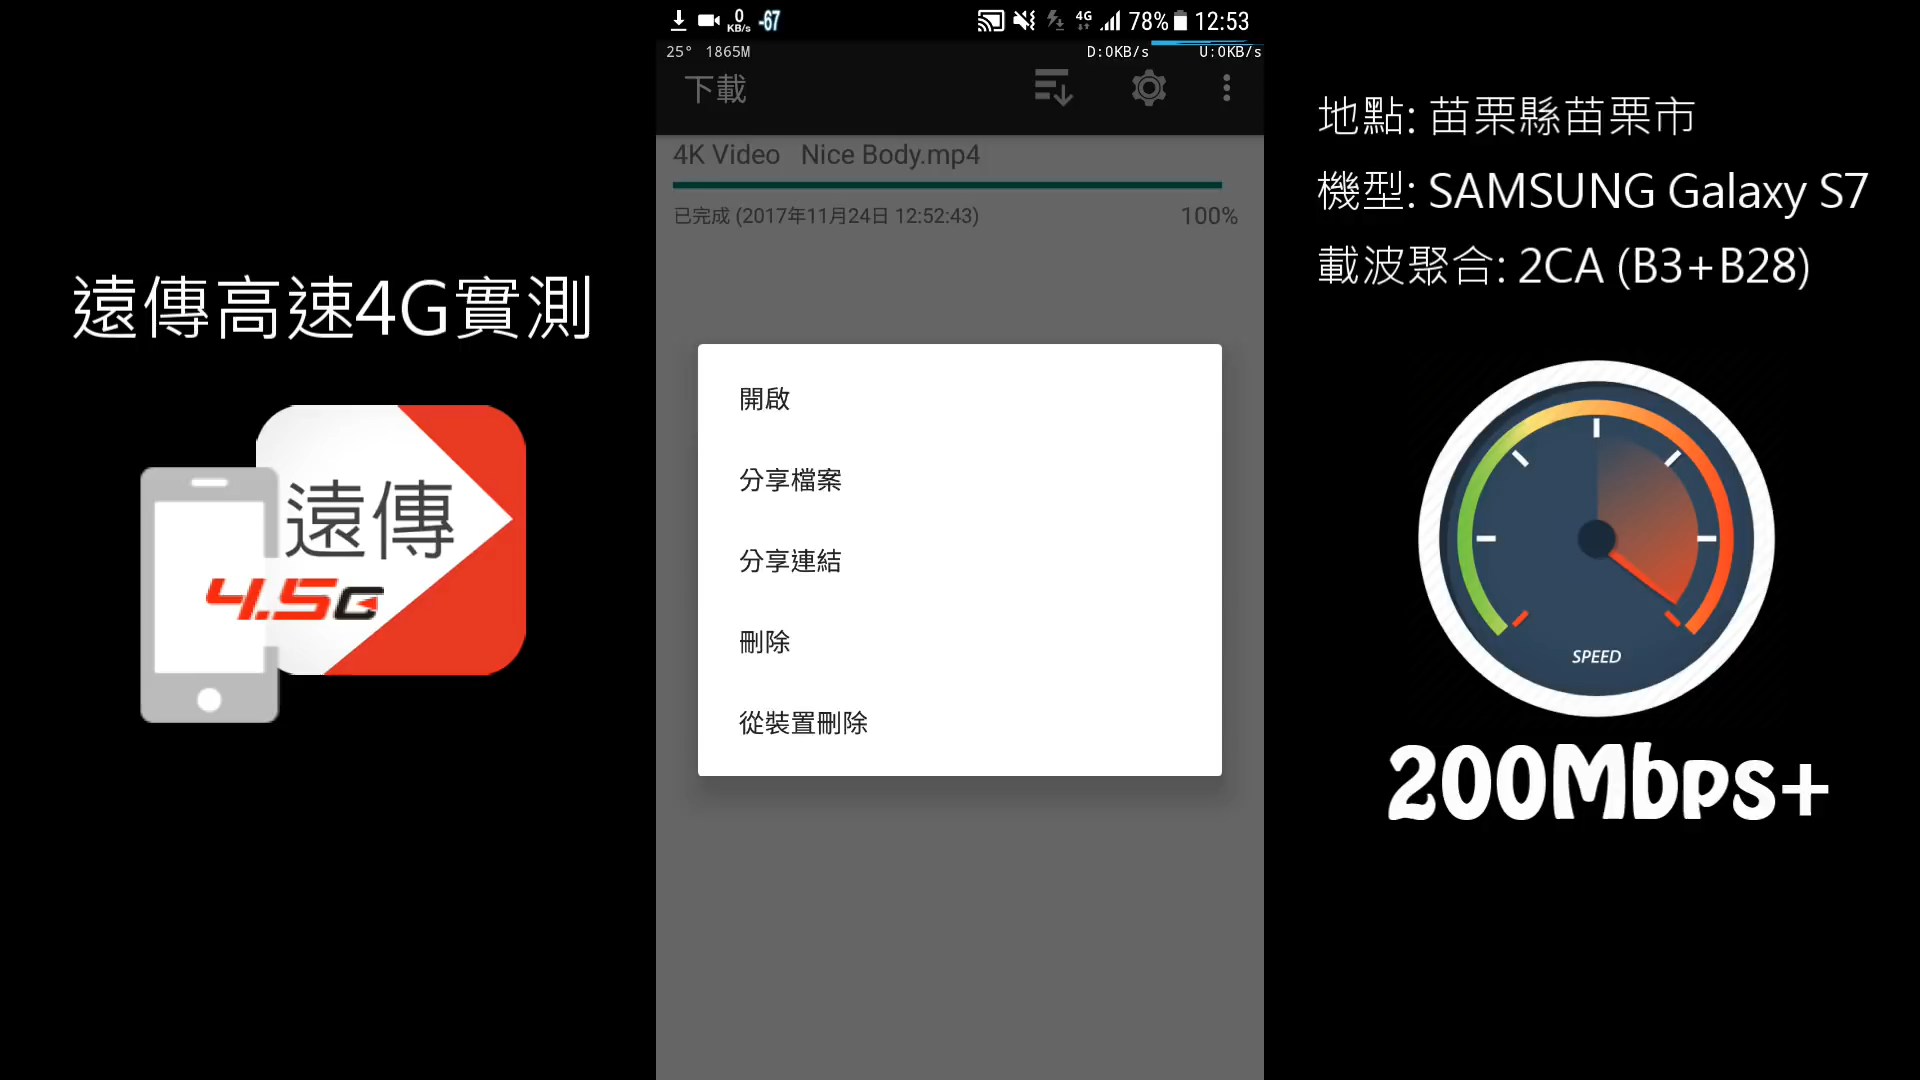 遠傳高速4G實測
遠傳
4.5G
0
KB/s
-67
4G
78%
12:53
25° 1865M
D:0KB/s
U:0KB/s
下載
4K Video Nice Body.mp4
已完成 (2017年11月24日 12:52:43)
100%
開啟
分享檔案
分享連結
刪除
從裝置刪除
地點: 苗栗縣苗栗市
機型: SAMSUNG Galaxy S7
載波聚合: 2CA (B3+B28)
SPEED
200Mbps+